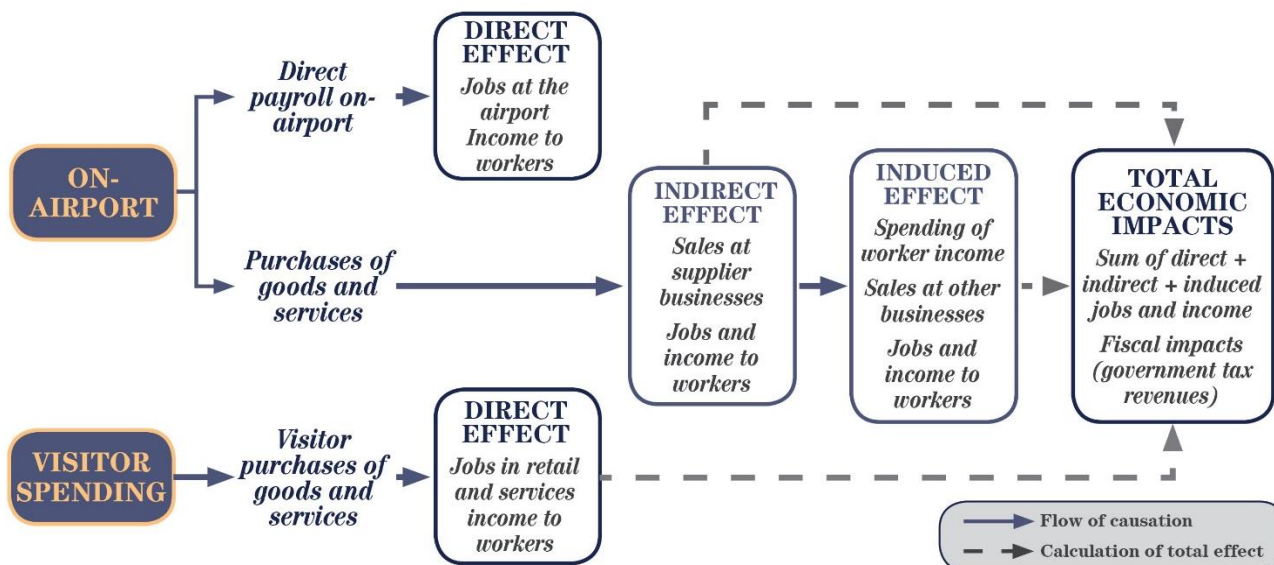 ON-
AIRPORT
Direct
payroll on-
airport
DIRECT
EFFECT
Jobs at the
airport
Income to
workers
Purchases of
goods and
services
INDIRECT
EFFECT
Sales at
supplier
businesses
Jobs and
income to
workers
INDUCED
EFFECT
Spending of
worker income
Sales at other
businesses
Jobs and
income to
workers
TOTAL
ECONOMIC
IMPACTS
Sum of direct +
indirect + induced
jobs and income
Fiscal impacts
(government tax
revenues)
VISITOR
SPENDING
Visitor
purchases of
goods and
services
DIRECT
EFFECT
Jobs in retail
and services
income to
workers
Flow of causation
Calculation of total effect